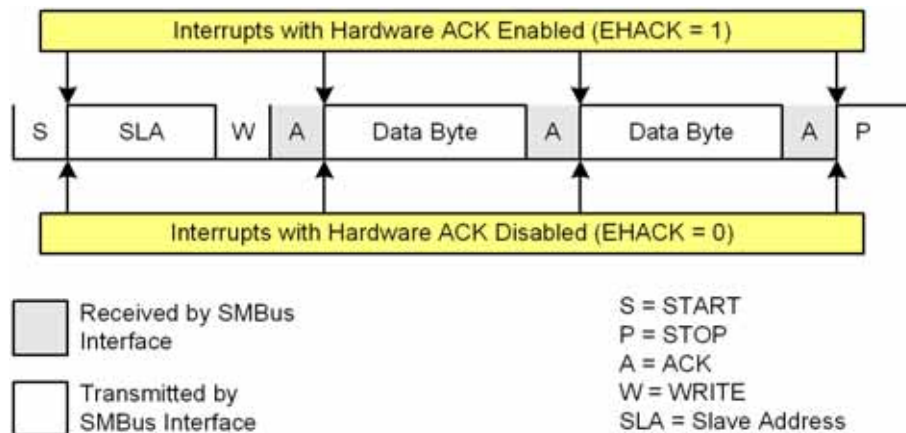 Interrupts with Hardware ACK Enabled (EHACK = 1)
S SLA W A Data Byte A Data Byte A P
Interrupts with Hardware ACK Disabled (EHACK = 0)
Received by SMBus
Interface
Transmitted by
SMBus Interface
S = START
P = STOP
A = ACK
W = WRITE
SLA = Slave Address